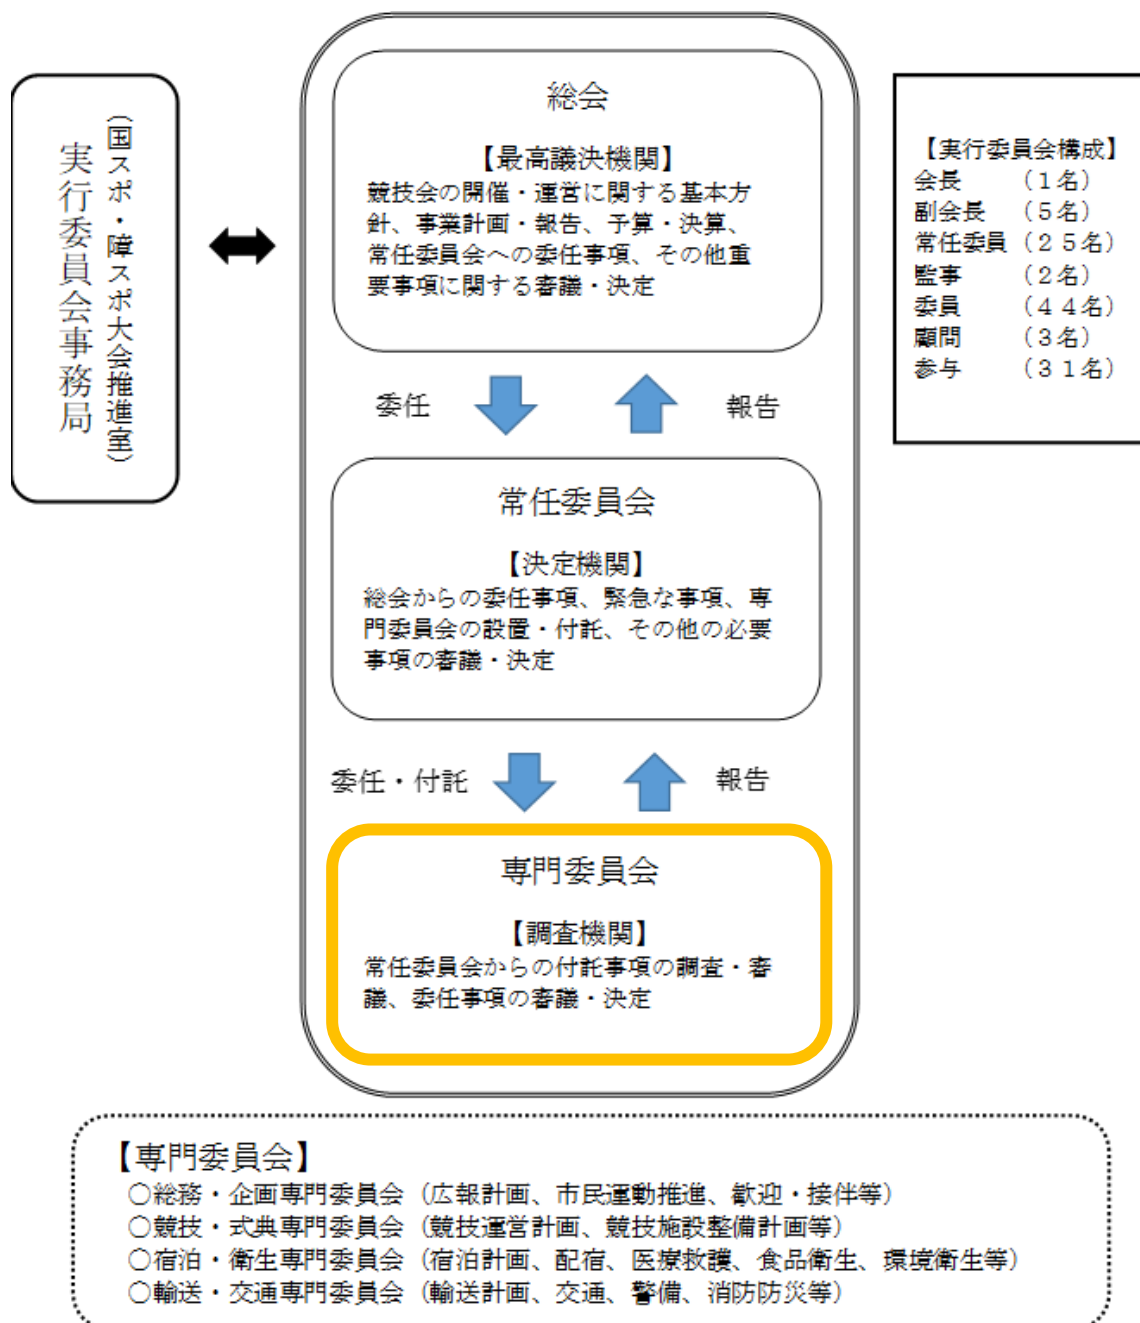 実行委員会事務局
(国スポ・障スポ大会推進室)
総会
【最高議決機関】
競技会の開催・運営に関する基本方
針、事業計画・報告、予算・決算、
常任委員会への委任事項、その他重
要事項に関する審議・決定
【実行委員会構成】
会長 (1名)
副会長 (5名)
常任委員 (25名)
監事 (2名)
委員 (44名)
顧問 (3名)
参与 (31名)
委任
報告
常任委員会
【決定機関】
総会からの委任事項、緊急な事項、専
門委員会の設置・付託、その他の必要
事項の審議・決定
委任・付託
報告
専門委員会
【調査機関】
常任委員会からの付託事項の調査・審
議、委任事項の審議・決定
【専門委員会】
○総務・企画専門委員会(広報計画、市民運動推進、歓迎・接伴等)
○競技・式典専門委員会(競技運営計画、競技施設整備計画等)
○宿泊・衛生専門委員会(宿泊計画、配宿、医療救護、食品衛生、環境衛生等)
○輸送・交通専門委員会(輸送計画、交通、警備、消防防災等)